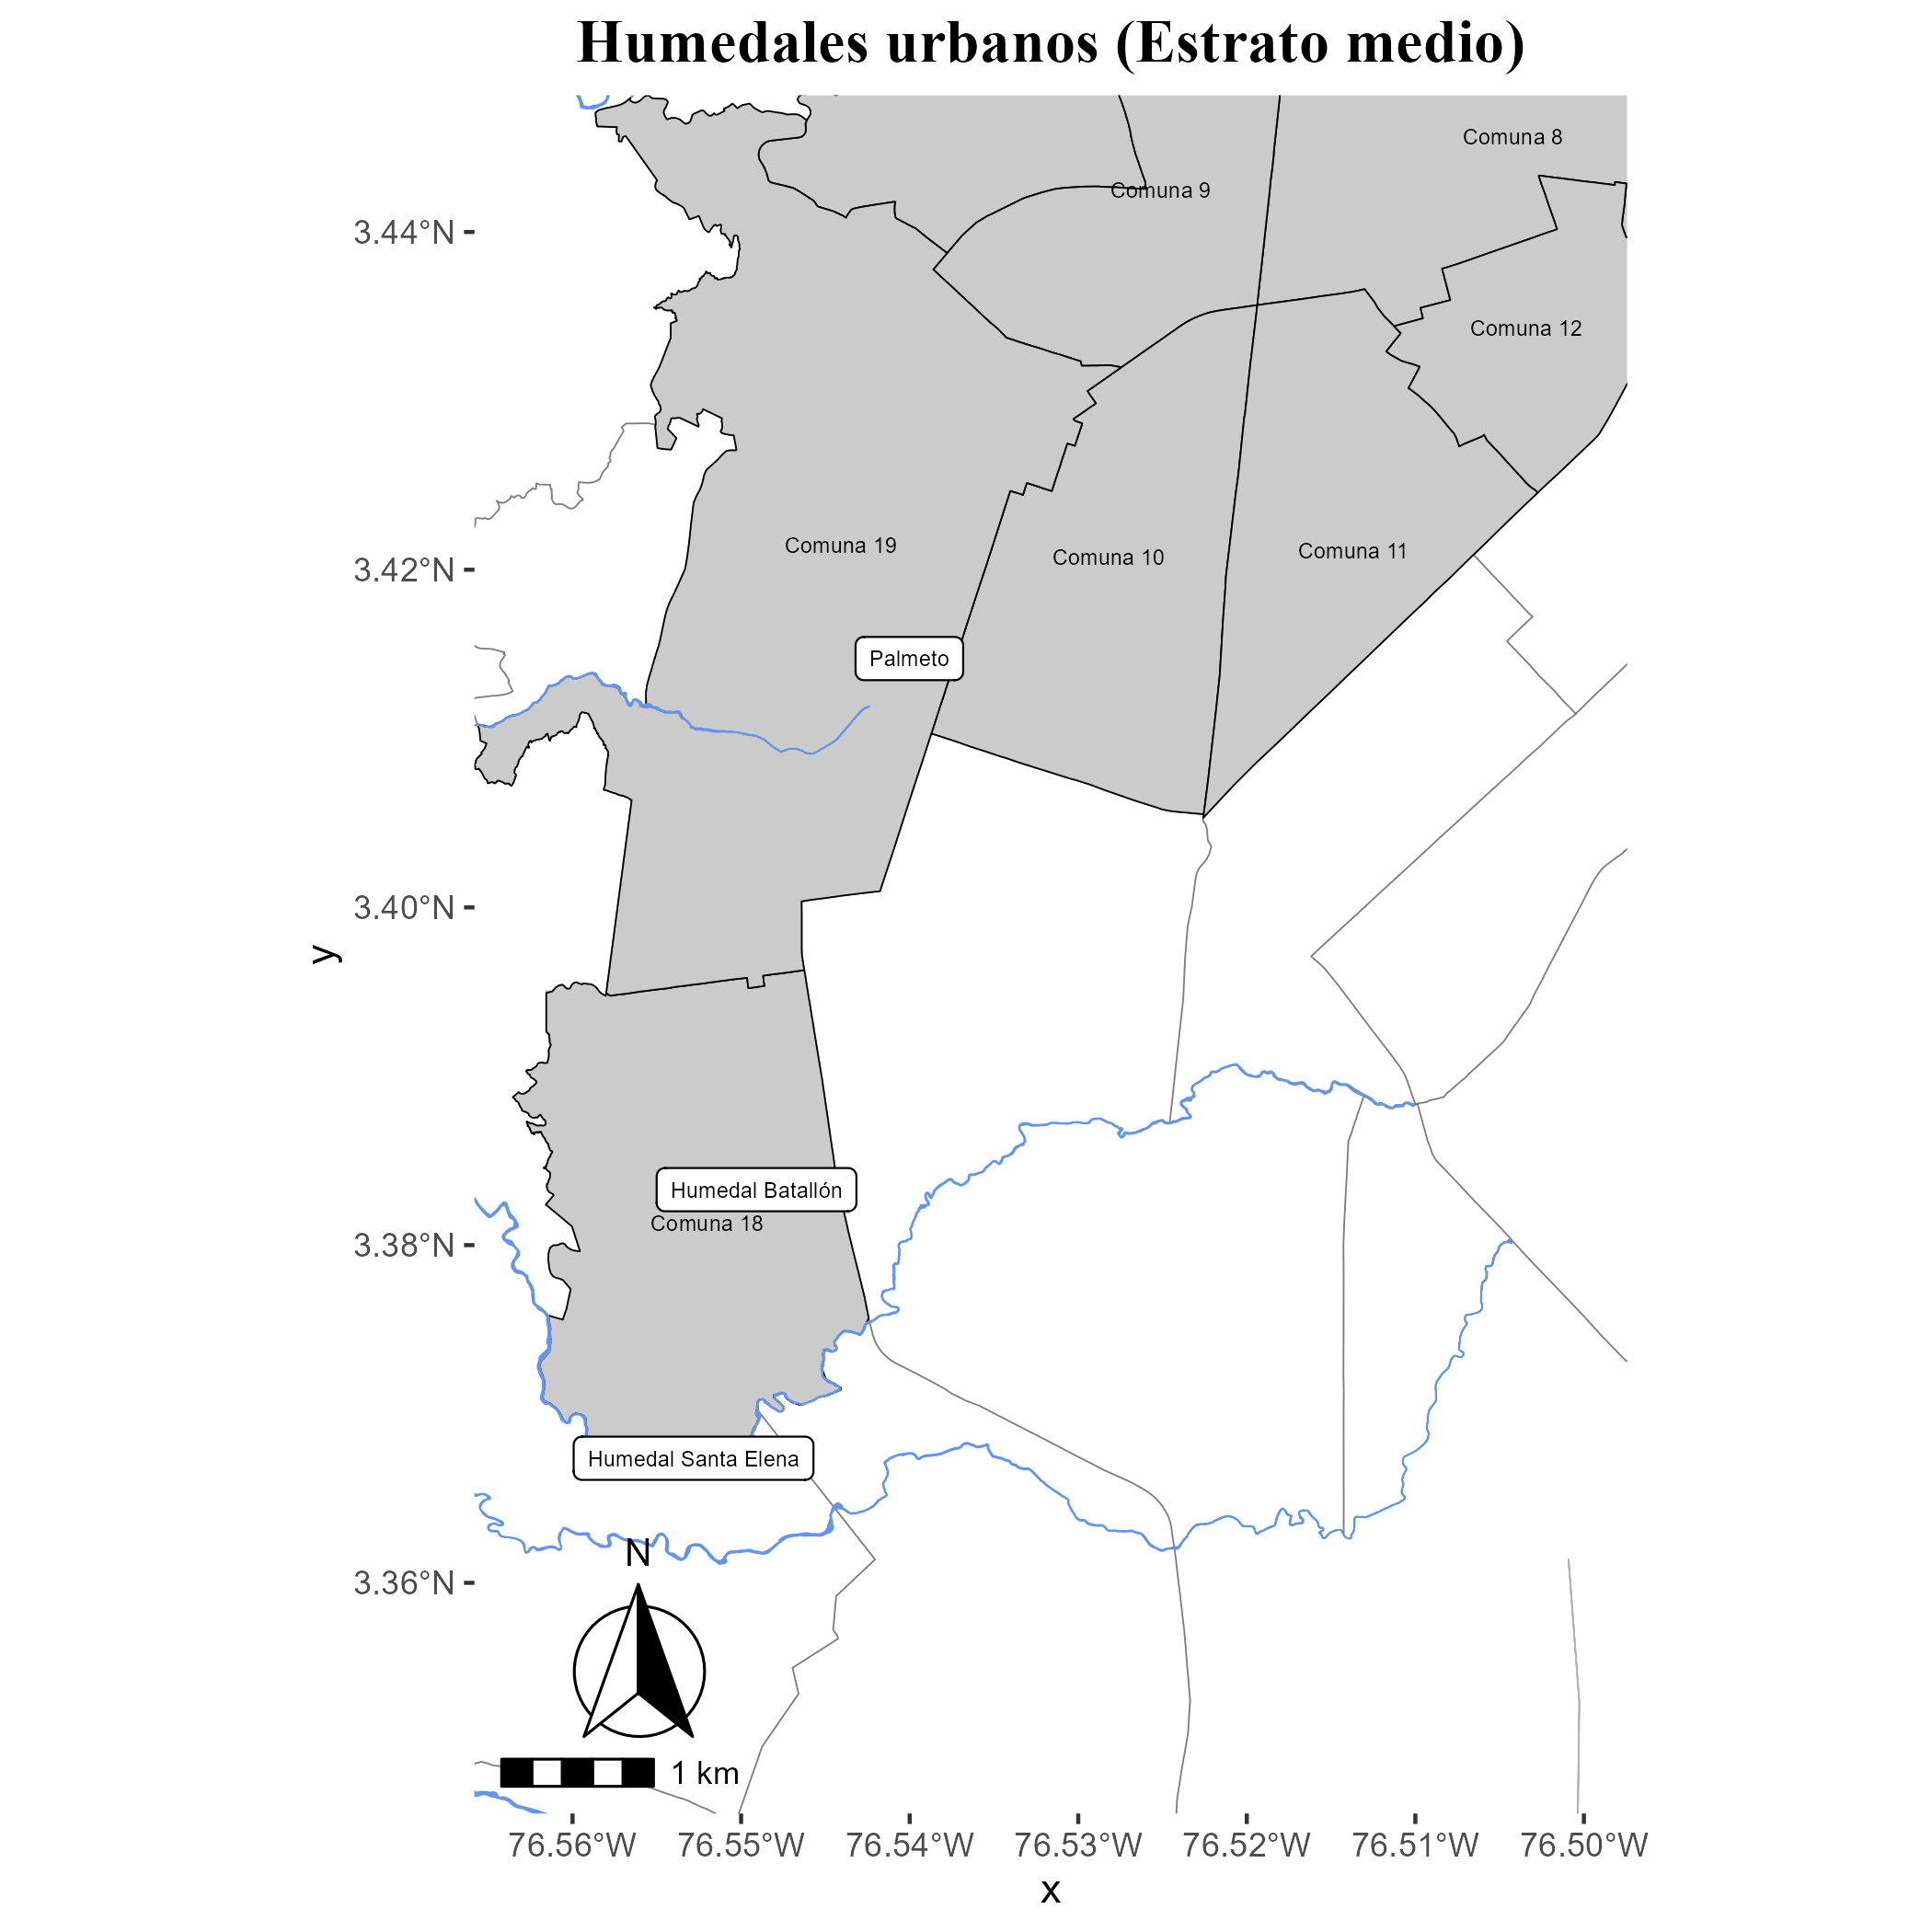 Humedales urbanos (Estrato medio)
Comuna 8
Comuna 9
3.44°N
Comuna 12
Comuna 19
Comuna 10
Comuna 11
3.42°N
Palmeto
3.40°N
y
Humedal Batallón
Comuna 18
3.38°N
Humedal Santa Elena
N
3.36°N
1 km
76.56°W 76.55°W 76.54°W 76.53°W 76.52°W 76.51°W 76.50°W
x